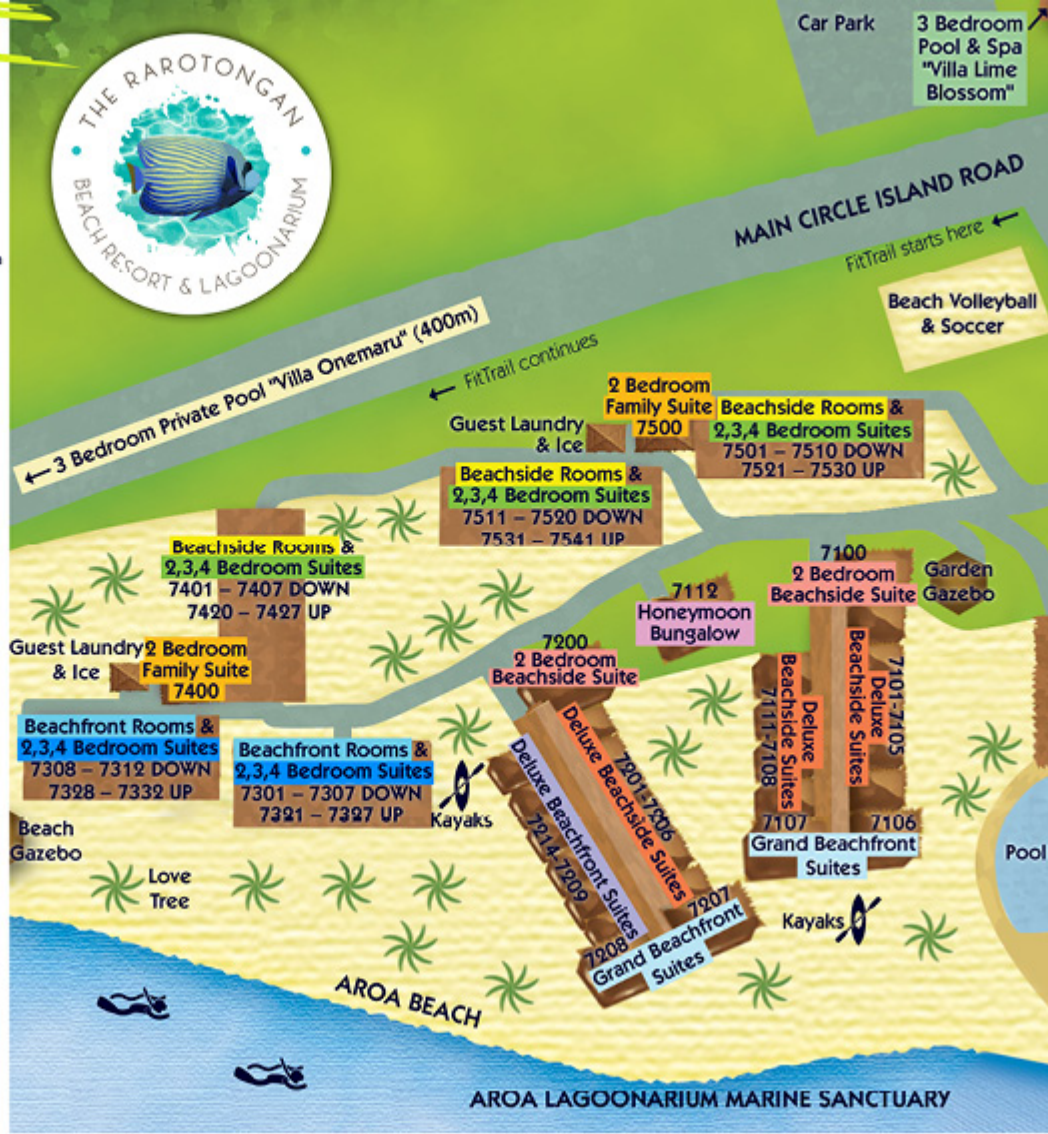 THE RAROTONGAN
BEACH RESORT & LAGOONARIUM
Car Park
3 Bedroom
Pool & Spa
"Villa Lime
Blossom"
MAIN CIRCLE ISLAND ROAD
FitTrail starts here
Beach Volleyball
& Soccer
3 Bedroom Private Pool "Villa Onemaru" (400m)
FitTrail continues
Guest Laundry
& Ice
2 Bedroom
Family Suite
7500
Beachside Rooms &
2,3,4 Bedroom Suites
7501 – 7510 DOWN
7521 – 7530 UP
Beachside Rooms &
2,3,4 Bedroom Suites
7511 – 7520 DOWN
7531 – 7541 UP
Beachside Rooms &
2,3,4 Bedroom Suites
7401 – 7407 DOWN
7420 – 7427 UP
7100
2 Bedroom
Beachside Suite
Garden
Gazebo
7112
Honeymoon
Bungalow
7200
2 Bedroom
Beachside Suite
Guest Laundry
& Ice
2 Bedroom
Family Suite
7400
Beachfront Rooms &
2,3,4 Bedroom Suites
7308 – 7312 DOWN
7328 – 7332 UP
Beachfront Rooms &
2,3,4 Bedroom Suites
7301 – 7307 DOWN
7321 – 7327 UP
Kayaks
Deluxe Beachfront Suites
7214-7209
Deluxe Beachside Suites
7201-7206
7208
7207
Grand Beachfront
Suites
Deluxe
Beachside Suites
7111-7108
7101-7105
Deluxe
Beachside Suites
7107
7106
Grand Beachfront
Suites
Pool
Kayaks
Beach
Gazebo
Love
Tree
AROA BEACH
AROA LAGOONARIUM MARINE SANCTUARY